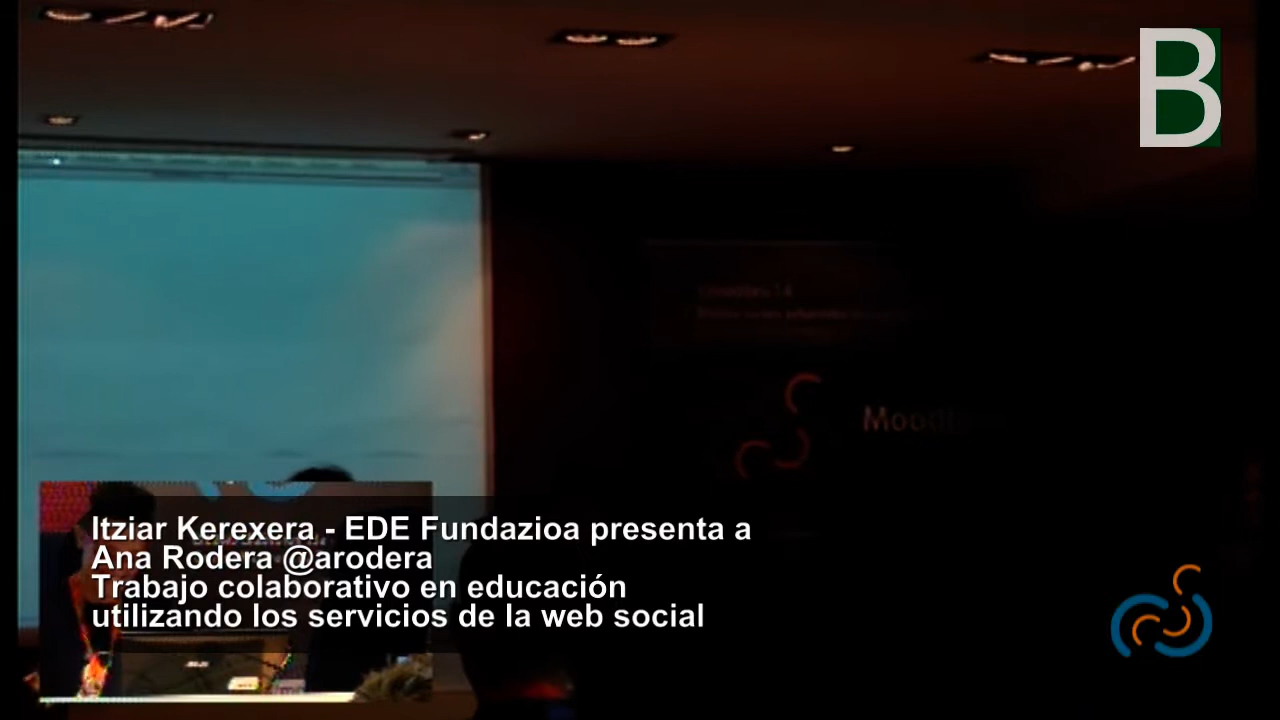 B
Itziar Kerexera - EDE Fundazioa presenta a
Ana Rodera @arodera
Trabajo colaborativo en educación
utilizando los servicios de la web social